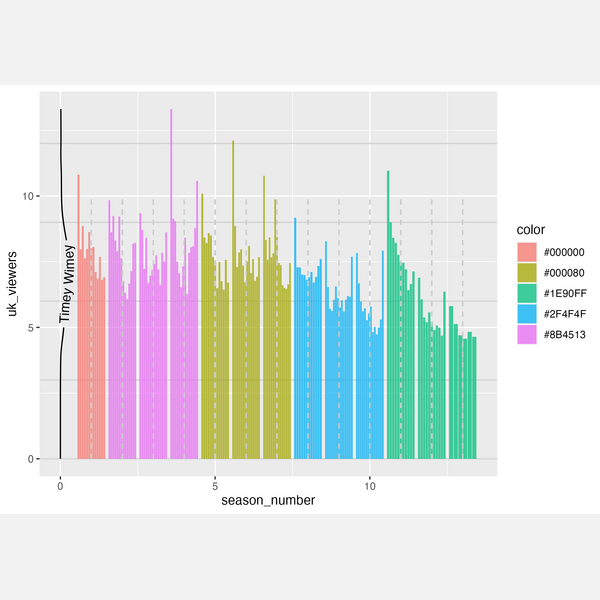 10
5
0
uk_viewers
Timey Wimey
0
5
10
season_number
color
#000000
#000080
#1E90FF
#2F4F4F
#8B4513